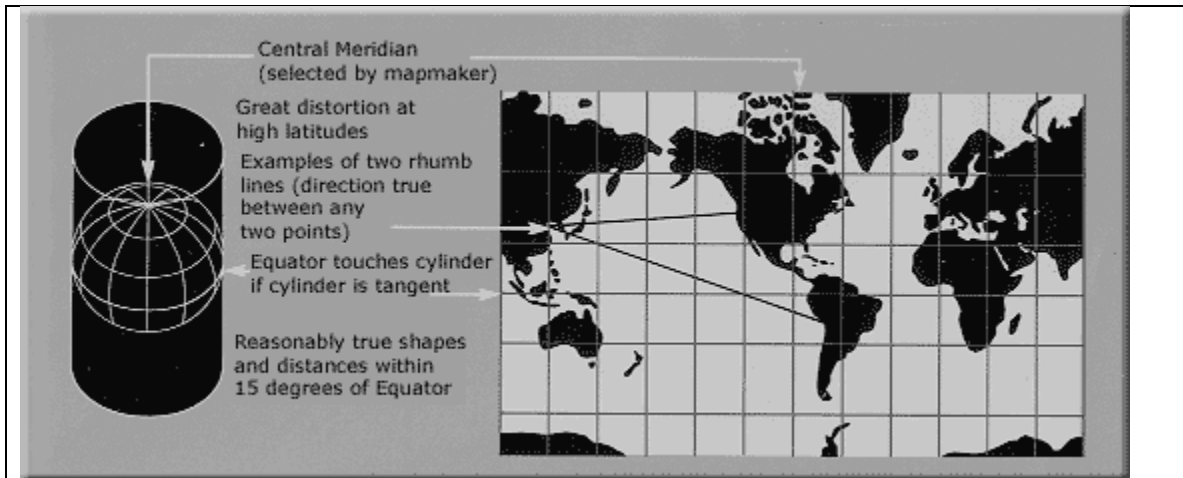 Central Meridian
(selected by mapmaker)
Great distortion at
high latitudes
Examples of two rhumb
lines (direction true
between any
two points)
Equator touches cylinder
if cylinder is tangent
Reasonably true shapes
and distances within
15 degrees of Equator